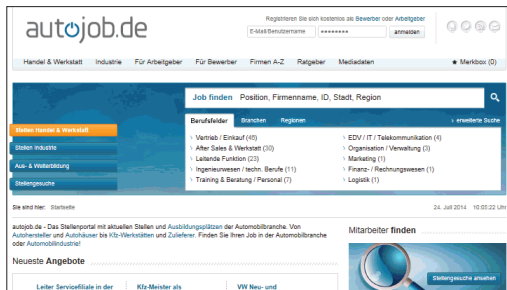 autojob.de
Registrieren Sie sich kostenlos als Bewerber oder Arbeitgeber
E-Mail/Benutzername ******** anmelden
Handel & Werkstatt Industrie Für Arbeitgeber Für Bewerber Firmen A-Z Ratgeber Mediadaten ★ Merkbox (0)
Job finden Position, Firmenname, ID, Stadt, Region
Berufsfelder Branchen Regionen › erweiterte Suche
Stellen Handel & Werkstatt
Stellen Industrie
Aus- & Weiterbildung
Stellengesuche
› Vertrieb / Einkauf (46)
› After Sales & Werkstatt (30)
› Leitende Funktion (23)
› Ingenieurwesen / techn. Berufe (11)
› Training & Beratung / Personal (7)
› EDV / IT / Telekommunikation (4)
› Organisation / Verwaltung (3)
› Marketing (1)
› Finanz- / Rechnungswesen (1)
› Logistik (1)
Sie sind hier: Startseite 24. Juli 2014 10:05:22 Uhr
autojob.de - Das Stellenportal mit aktuellen Stellen und Ausbildungsplätzen der Automobilbranche. Von
Autohersteller und Autohäuser bis Kfz-Werkstätten und Zulieferer. Finden Sie Ihren Job in der Automobilbranche
oder Automobilindustrie!
Mitarbeiter finden
Stellengesuche ansehen
Neueste Angebote
Leiter Servicefiliale in der Kfz-Meister als VW Neu- und